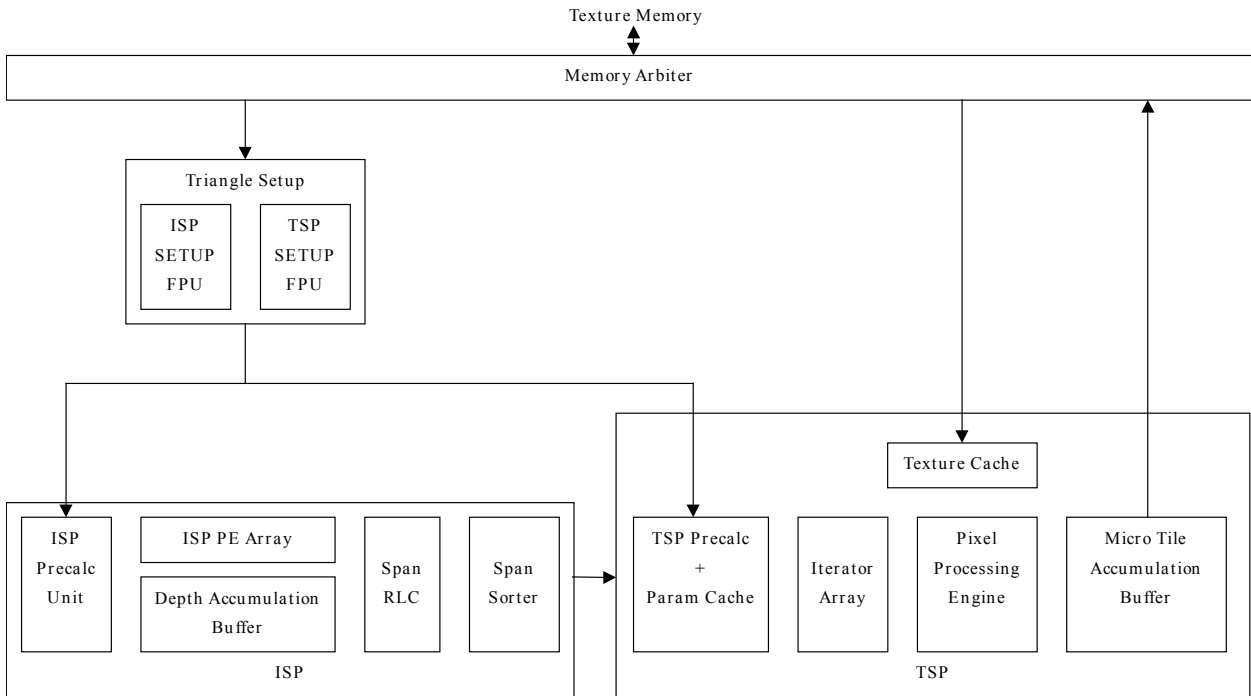 Texture Memory
Memory Arbiter
Triangle Setup
ISP
SETUP
FPU
TSP
SETUP
FPU
Texture Cache
ISP
Precalc
Unit
ISP PE Array
Depth Accumulation
Buffer
Span
RLC
Span
Sorter
ISP
TSP Precalc
+
Param Cache
Iterator
Array
Pixel
Processing
Engine
Micro Tile
Accumulation
Buffer
TSP